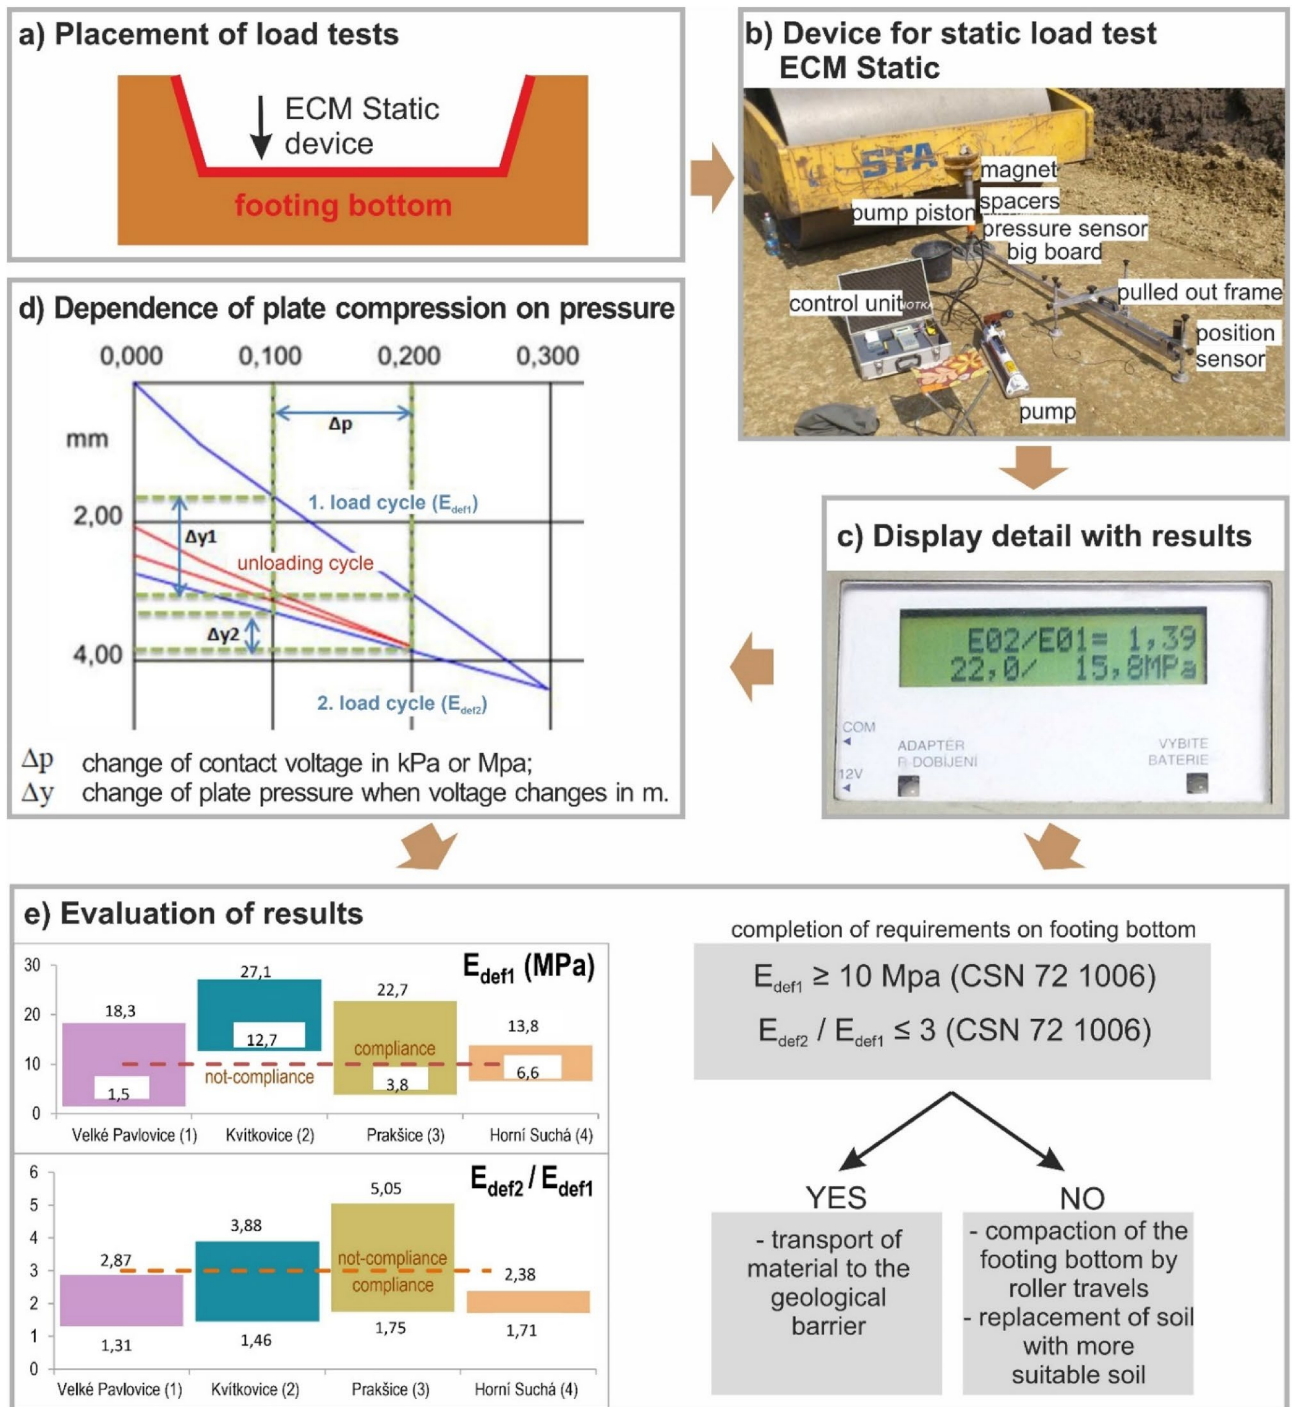 a) Placement of load tests
ECM Static
device
footing bottom
b) Device for static load test
ECM Static
STA
magnet
spacers
pump piston
pressure sensor
big board
control unit
pulled out frame
position
sensor
pump
d) Dependence of plate compression on pressure
0,000 0,100 0,200 0,300
Δp
mm
1. load cycle (Edef1)
2,00
Δy1
unloading cycle
Δy2
4,00
2. load cycle (Edef2)
Δp change of contact voltage in kPa or Mpa;
Δy change of plate pressure when voltage changes in m.
c) Display detail with results
E02/E01= 1,39
22,0/ 15,8MPa
COM
ADAPTÉR
VYBITE
DOBÍJENÍ
BATERIE
12V
e) Evaluation of results
Edef1 (MPa)
30
27,1
22,7
20
18,3
13,8
12,7
compliance
10
not-compliance
6,6
3,8
1,5
0
Velké Pavlovice (1) Kvítkovice (2) Prakšice (3) Horní Suchá (4)
Edef2 / Edef1
6
5,05
5
3,88
4
2,87
not-compliance
3
compliance
2,38
2
1,31
1,46
1,75
1,71
1
0
Velké Pavlovice (1) Kvítkovice (2) Prakšice (3) Horní Suchá (4)
completion of requirements on footing bottom
Edef1 ≥ 10 Mpa (CSN 72 1006)
Edef2 / Edef1 ≤ 3 (CSN 72 1006)
YES
- transport of
material to the
geological
barrier
NO
- compaction of the
footing bottom by
roller travels
- replacement of soil
with more
suitable soil